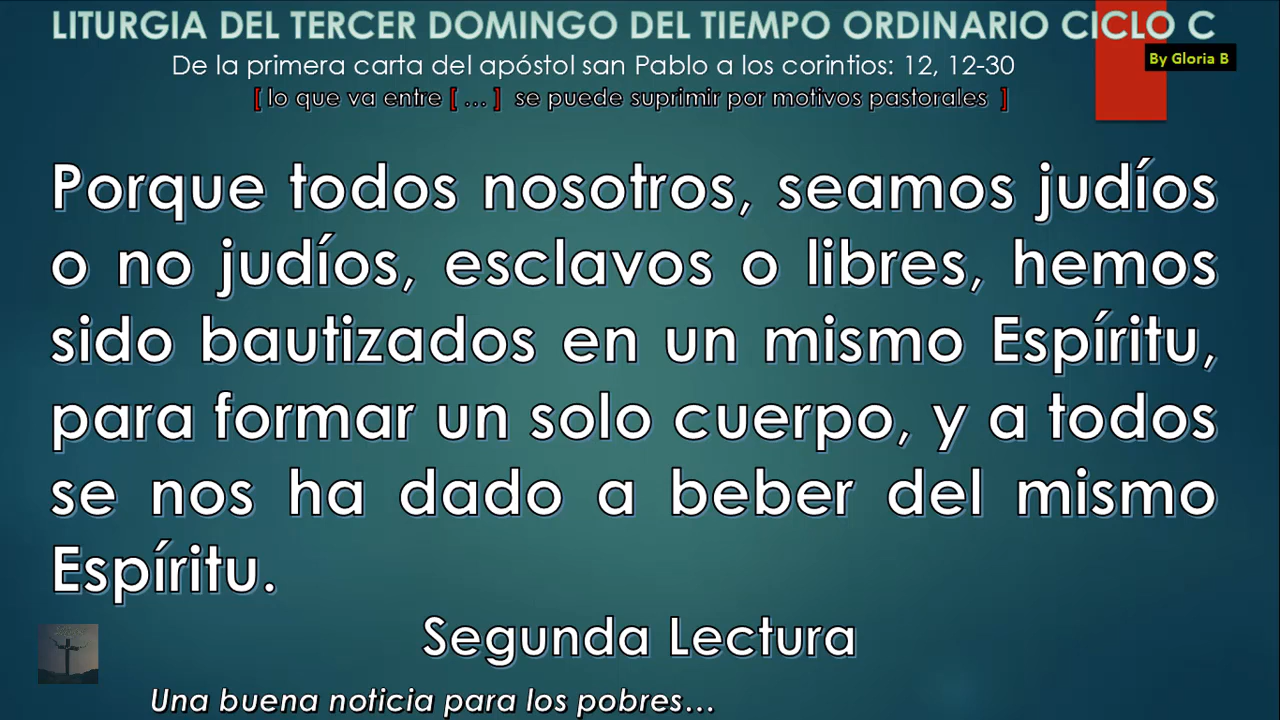 LITURGIA DEL TERCER DOMINGO DEL TIEMPO ORDINARIO CICLO C
By Gloria B
De la primera carta del apóstol san Pablo a los corintios: 12, 12-30
[ lo que va entre [ ... ] se puede suprimir por motivos pastorales ]
Porque todos nosotros, seamos judíos
o no judíos, esclavos o libres, hemos
sido bautizados en un mismo Espíritu,
para formar un solo cuerpo, y a todos
se nos ha dado a beber del mismo
Espíritu.
Segunda Lectura
Una buena noticia para los pobres...